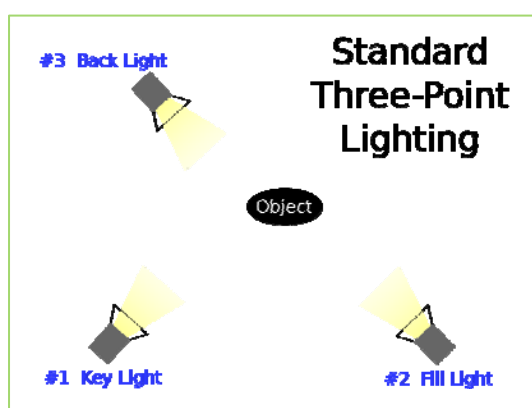 #3 Back Light
Standard
Three-Point
Lighting
Object
#1 Key Light
#2 Fill Light